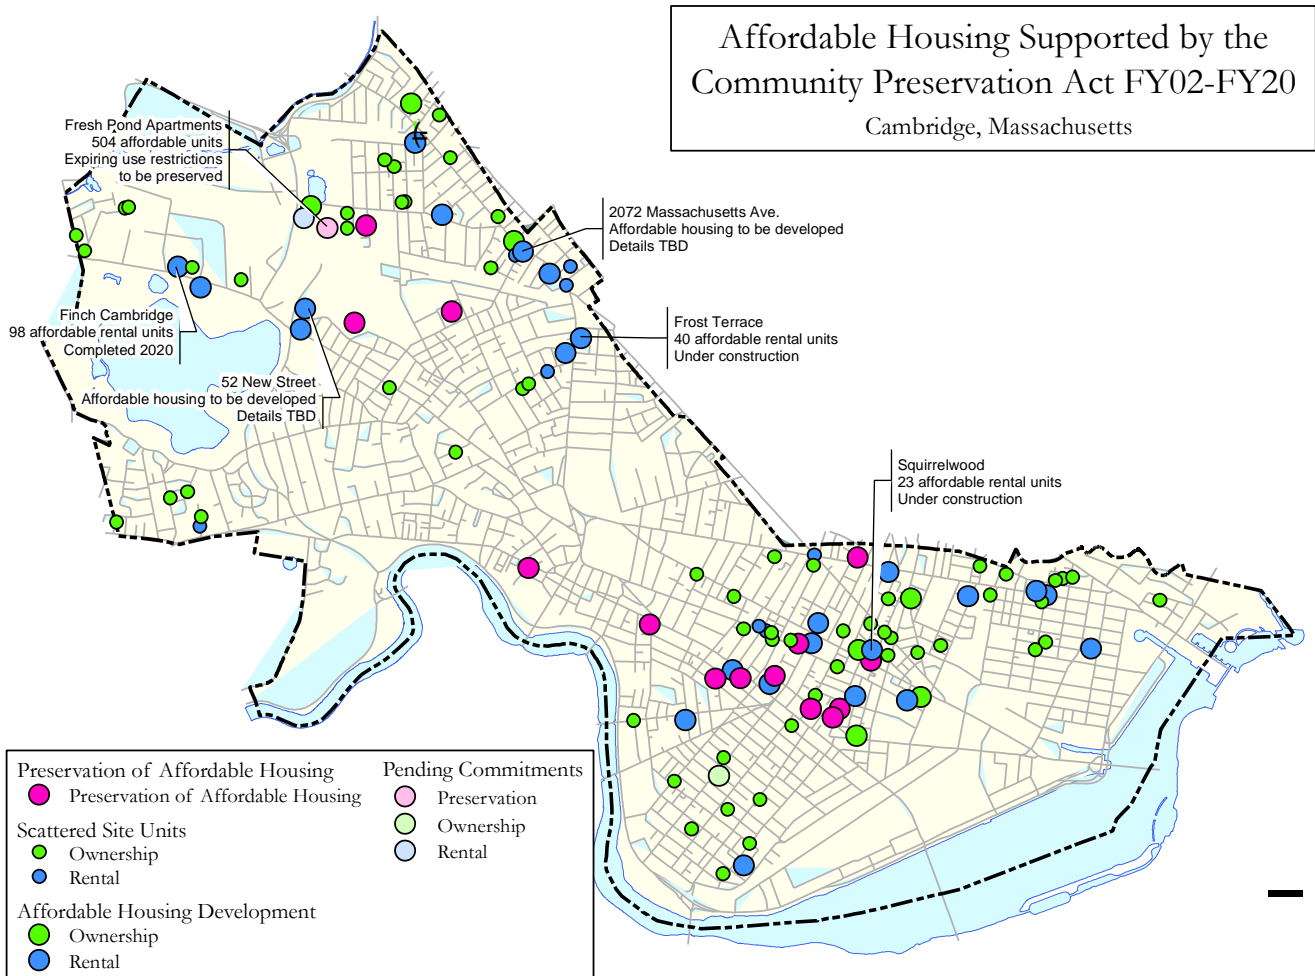 Affordable Housing Supported by the
Community Preservation Act FY02-FY20
Cambridge, Massachusetts
Fresh Pond Apartments
504 affordable units
Expiring use restrictions
to be preserved
2072 Massachusetts Ave.
Affordable housing to be developed
Details TBD
Finch Cambridge
98 affordable rental units
Completed 2020
Frost Terrace
40 affordable rental units
Under construction
52 New Street
Affordable housing to be developed
Details TBD
Squirrelwood
23 affordable rental units
Under construction
Preservation of Affordable Housing
Preservation of Affordable Housing
Scattered Site Units
Ownership
Rental
Affordable Housing Development
Ownership
Rental
Pending Commitments
Preservation
Ownership
Rental